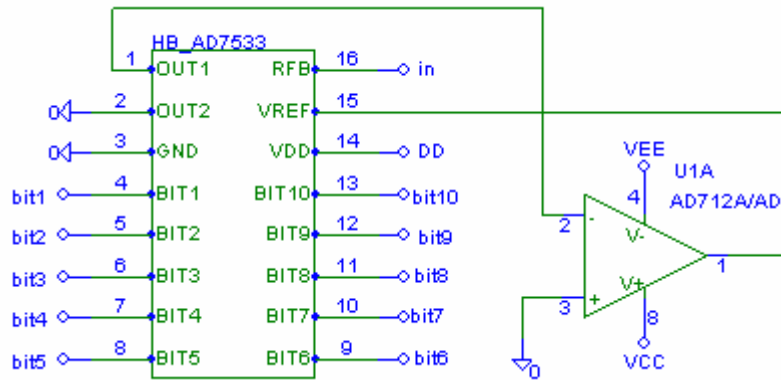 HB_AD7533
1 OUT1 RFB 16 in
0 2 OUT2 VREF 15
0 3 GND VDD 14 DD
bit1 4 BIT1 BIT10 13 bit10
bit2 5 BIT2 BIT9 12 bit9
bit3 6 BIT3 BIT8 11 bit8
bit4 7 BIT4 BIT7 10 bit7
bit5 8 BIT5 BIT6 9 bit6
VEE
U1A
4 AD712A/AD
2 -
V-
1
V+
3 +
8
0
VCC